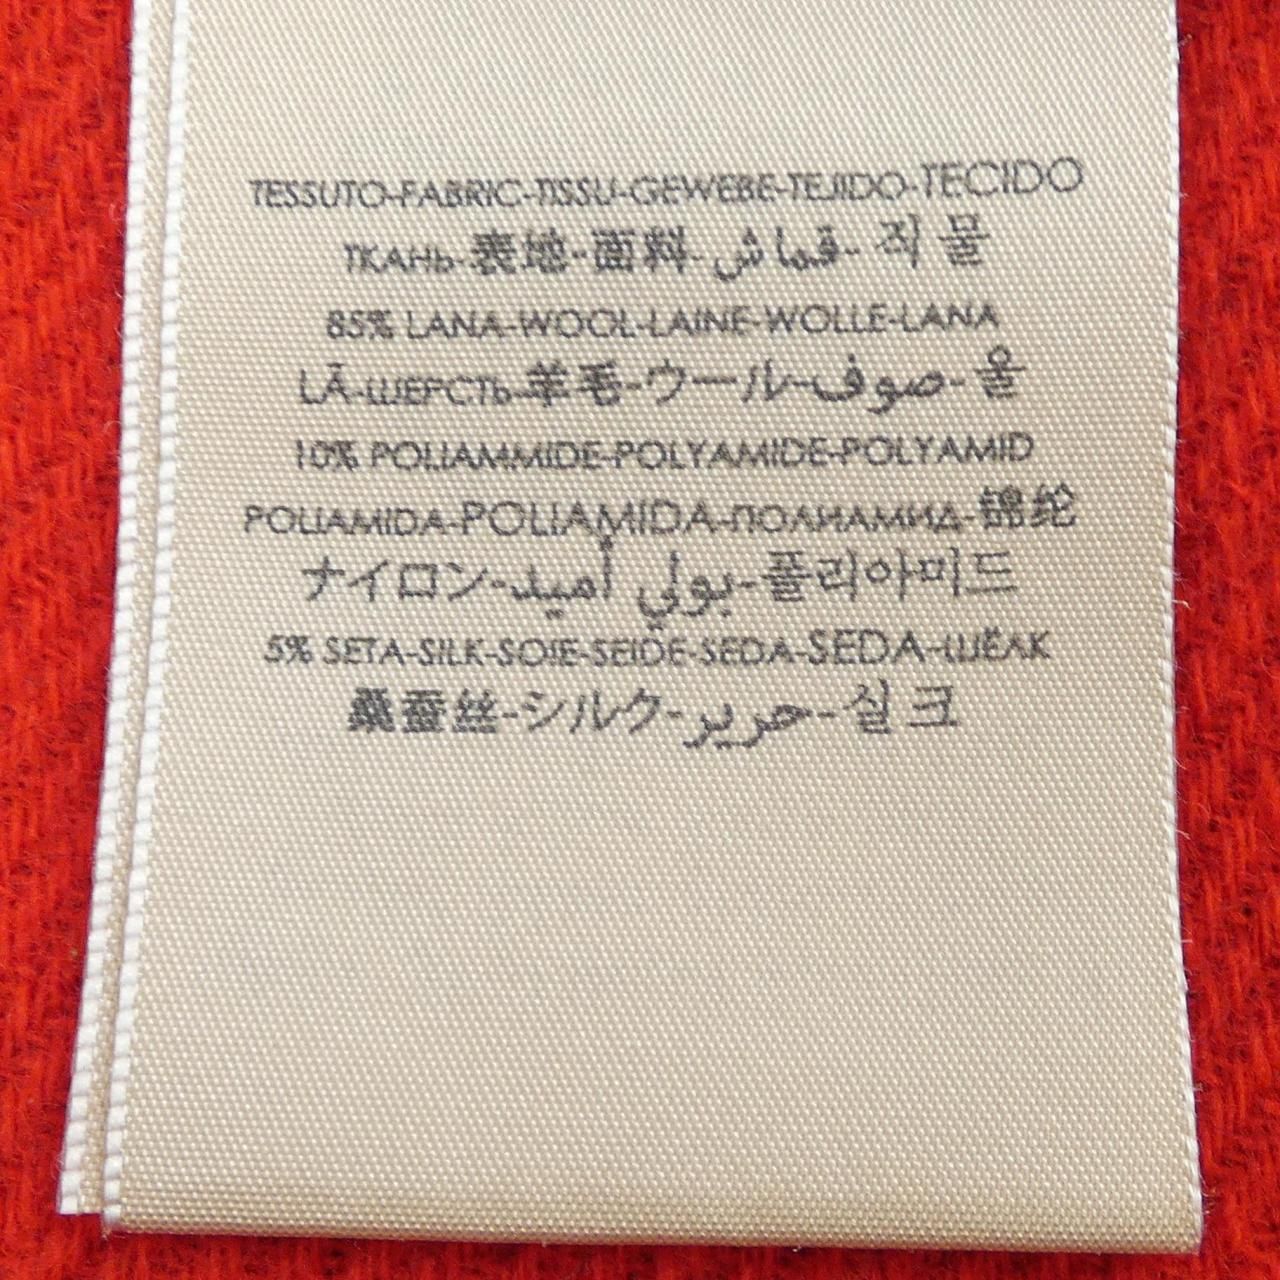 TESSUTO-FABRIC-TISSU-GEWEBE-TEJIDO-TECIDO
ТКАНЬ-表地-面料-قماش-직물
85% LANA-WOOL-LAINE-WOLLE-LANA
LÃ-ШЕРСТЬ-羊毛-ウール-صوف-울
10% POLIAMMIDE-POLYAMIDE-POLYAMID
POLIAMIDA-POLIAMIDA-ПОЛИАМИД-锦纶
ナイロン-بولي أميد-폴리아미드
5% SETA-SILK-SOIE-SEIDE-SEDA-SEDA-ШЁЛК
桑蚕丝-シルク-حرير-실크